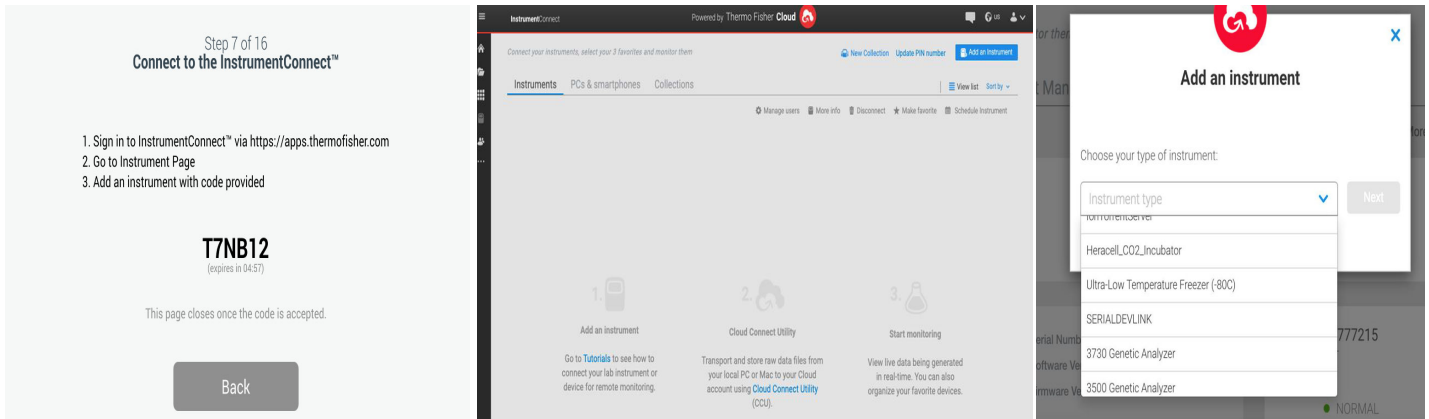 Step 7 of 16
Connect to the InstrumentConnect™
1. Sign in to InstrumentConnect™ via https://apps.thermofisher.com
2. Go to Instrument Page
3. Add an instrument with code provided
T7NB12
(expires in 04:57)
This page closes once the code is accepted.
Back
InstrumentConnect
Powered by Thermo Fisher Cloud
US
Connect your instruments, select your 3 favorites and monitor them
New Collection
Update PIN number
Add an Instrument
Instruments
PCs & smartphones
Collections
View list
Sort by
Manage users
More info
Disconnect
Make favorite
Schedule Instrument
1.
Add an instrument
Go to Tutorials to see how to
connect your lab instrument or
device for remote monitoring.
2.
Cloud Connect Utility
Transport and store raw data files from
your local PC or Mac to your Cloud
account using Cloud Connect Utility
(CCU).
3.
Start monitoring
View live data being generated
in real-time. You can also
organize your favorite devices.
Add an instrument
Choose your type of instrument:
Instrument type
Next
IonTorrentServer
Heracell_CO2_Incubator
Ultra-Low Temperature Freezer (-80C)
SERIALDEVLINK
3730 Genetic Analyzer
3500 Genetic Analyzer
777215
NORMAL